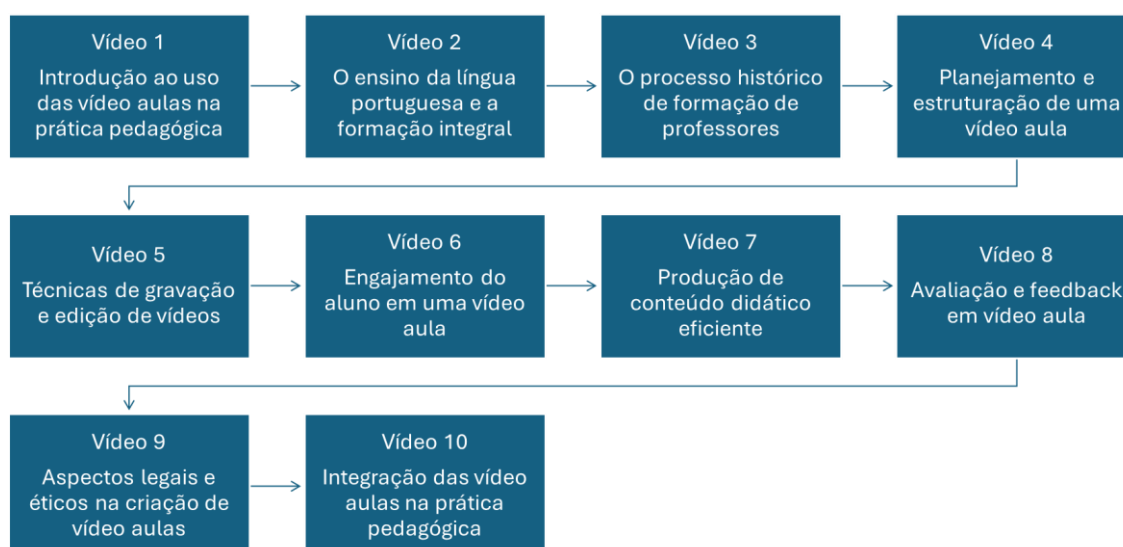 Vídeo 1
Introdução ao uso
das vídeo aulas na
prática pedagógica
Vídeo 2
O ensino da língua
portuguesa e a
formação integral
Vídeo 3
O processo histórico
de formação de
professores
Vídeo 4
Planejamento e
estruturação de uma
vídeo aula
Vídeo 5
Técnicas de gravação
e edição de vídeos
Vídeo 6
Engajamento do
aluno em uma vídeo
aula
Vídeo 7
Produção de
conteúdo didático
eficiente
Vídeo 8
Avaliação e feedback
em vídeo aula
Vídeo 9
Aspectos legais e
éticos na criação de
vídeo aulas
Vídeo 10
Integração das vídeo
aulas na prática
pedagógica